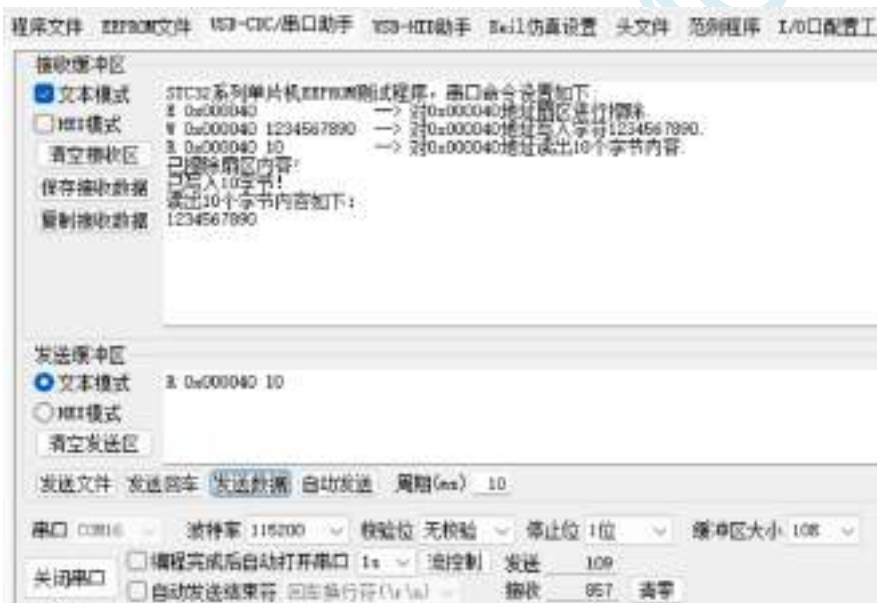 程序文件 EEPROM文件 USB-CDC/串口助手 USB-HID助手 Keil仿真设置 头文件 范例程序 I/O口配置工
接收缓冲区
文本模式
HEX模式
清空接收区
保存接收数据
复制接收数据
STC32系列单片机EEPROM测试程序，串口命令设置如下:
E 0x000040 --> 对0x000040地址扇区进行擦除.
W 0x000040 1234567890 --> 对0x000040地址写入字符1234567890.
R 0x000040 10 --> 对0x000040地址读出10个字节内容.
已擦除扇区内容!
已写入10字节!
读出10个字节内容如下：
1234567890
发送缓冲区
文本模式
HEX模式
清空发送区
R 0x000040 10
发送文件 发送回车 发送数据 自动发送 周期(ms) 10
串口 COM16 波特率 115200 校验位 无校验 停止位 1位 缓冲区大小 108
关闭串口
编程完成后自动打开串口 1s 流控制 发送 109
自动发送结束符 回车换行符(\r\n) 接收 857 清零